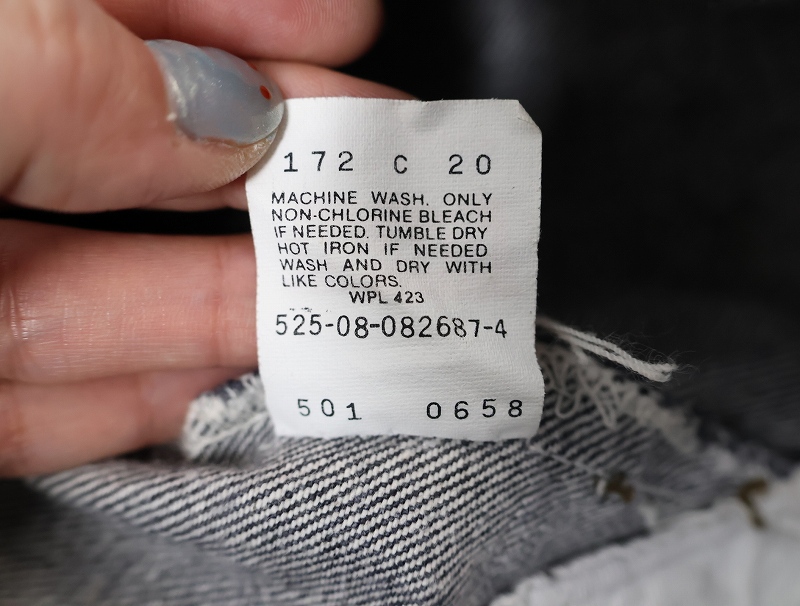 172 C 20
MACHINE WASH. ONLY
NON-CHLORINE BLEACH
IF NEEDED. TUMBLE DRY
HOT IRON IF NEEDED
WASH AND DRY WITH
LIKE COLORS.
WPL 423
525-08-082687-4
501 0658